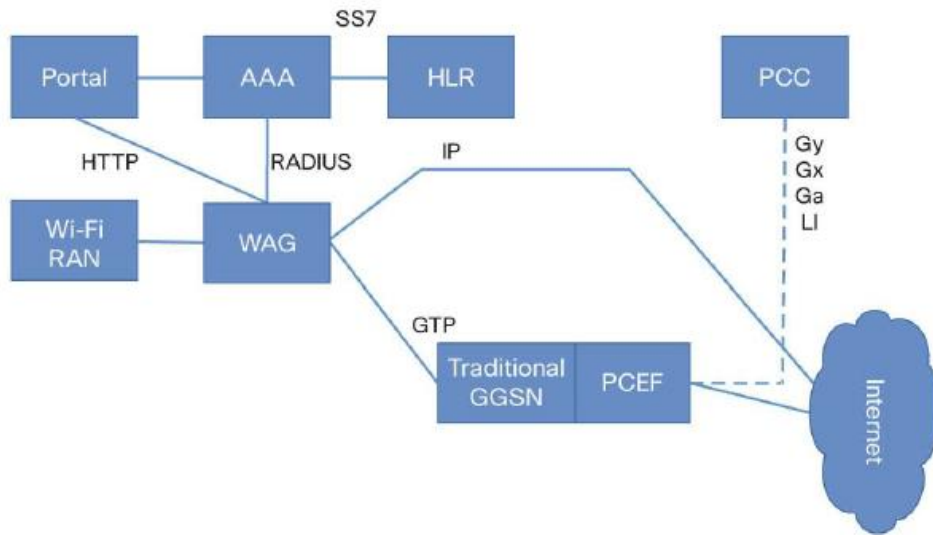 SS7
Portal
AAA
HLR
PCC
HTTP
RADIUS
IP
Gy
Gx
Ga
LI
Wi-Fi
RAN
WAG
GTP
Traditional
GGSN
PCEF
Internet